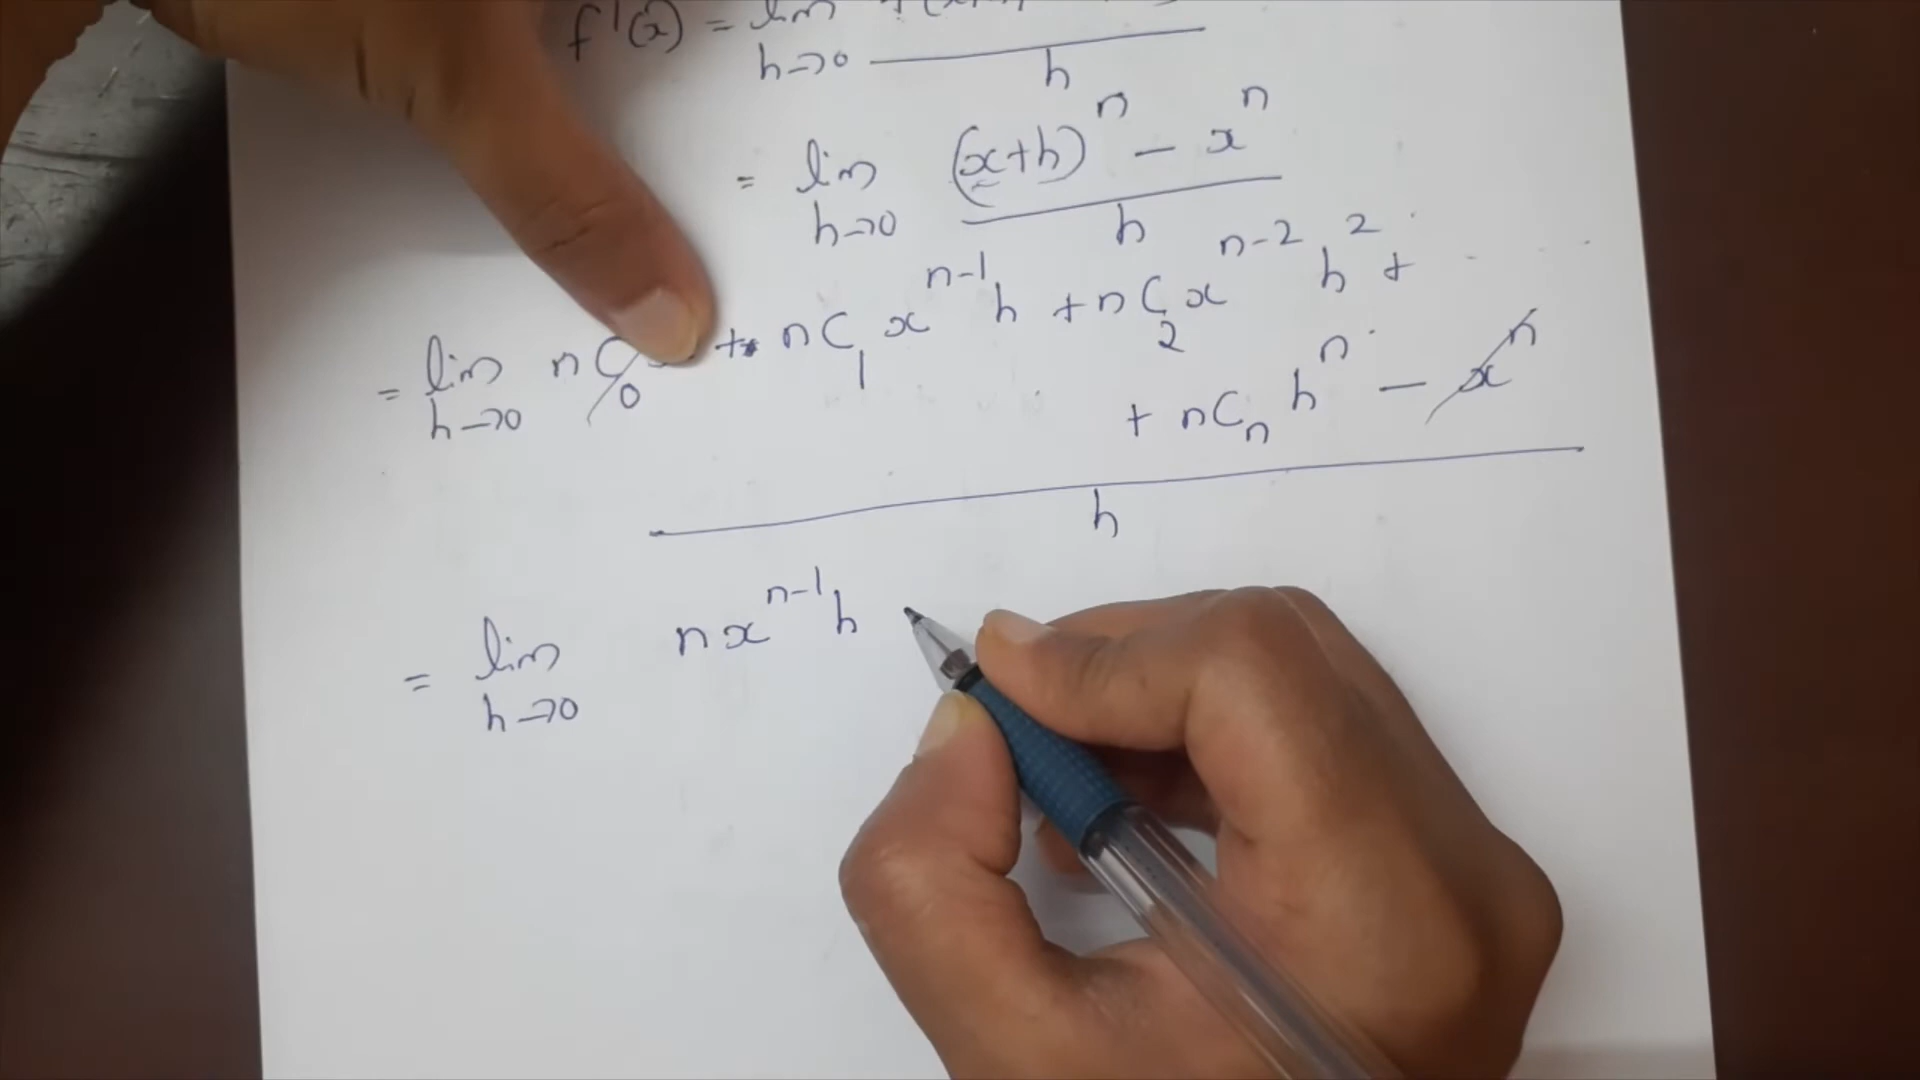 f'(x) = lim
h→0 h
= lim (x+h)^n − x^n
h→0 h
= lim nC0 + nC1 x^n-1 h + nC2 x^n-2 h^2 + . . .
h→0 + nCn h^n − x^n
h
= lim nx^n-1 h
h→0